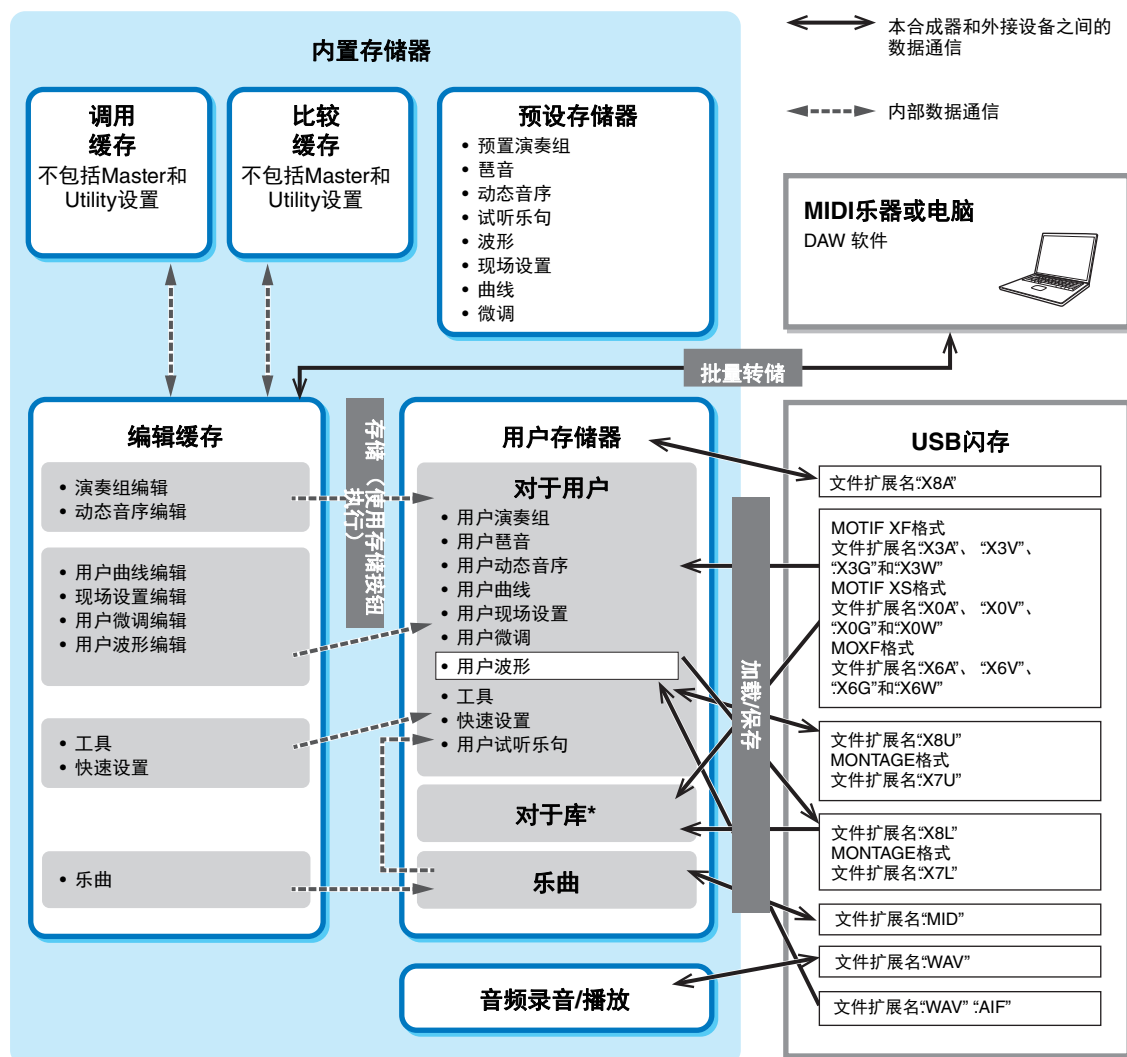 本合成器和外接设备之间的
数据通信
内部数据通信
内置存储器
调用
缓存
不包括Master和
Utility设置
比较
缓存
不包括Master和
Utility设置
预设存储器
• 预置演奏组
• 琶音
• 动态音序
• 试听乐句
• 波形
• 现场设置
• 曲线
• 微调
MIDI乐器或电脑
DAW 软件
批量转储
编辑缓存
• 演奏组编辑
• 动态音序编辑
• 用户曲线编辑
• 现场设置编辑
• 用户微调编辑
• 用户波形编辑
• 工具
• 快速设置
• 乐曲
存储（使用存储按钮
执行）
用户存储器
对于用户
• 用户演奏组
• 用户琶音
• 用户动态音序
• 用户曲线
• 用户现场设置
• 用户微调
• 用户波形
• 工具
• 快速设置
• 用户试听乐句
对于库*
乐曲
音频录音/播放
加载/保存
USB闪存
文件扩展名“.X8A”
MOTIF XF格式
文件扩展名“.X3A”、“.X3V”、
“.X3G”和“.X3W”
MOTIF XS格式
文件扩展名“.X0A”、“.X0V”、
“.X0G”和“.X0W”
MOXF格式
文件扩展名“.X6A”、“.X6V”、
“.X6G”和“.X6W”
文件扩展名“.X8U”
MONTAGE格式
文件扩展名“.X7U”
文件扩展名“.X8L”
MONTAGE格式
文件扩展名“.X7L”
文件扩展名“.MID”
文件扩展名“.WAV”
文件扩展名“.WAV” “.AIF”